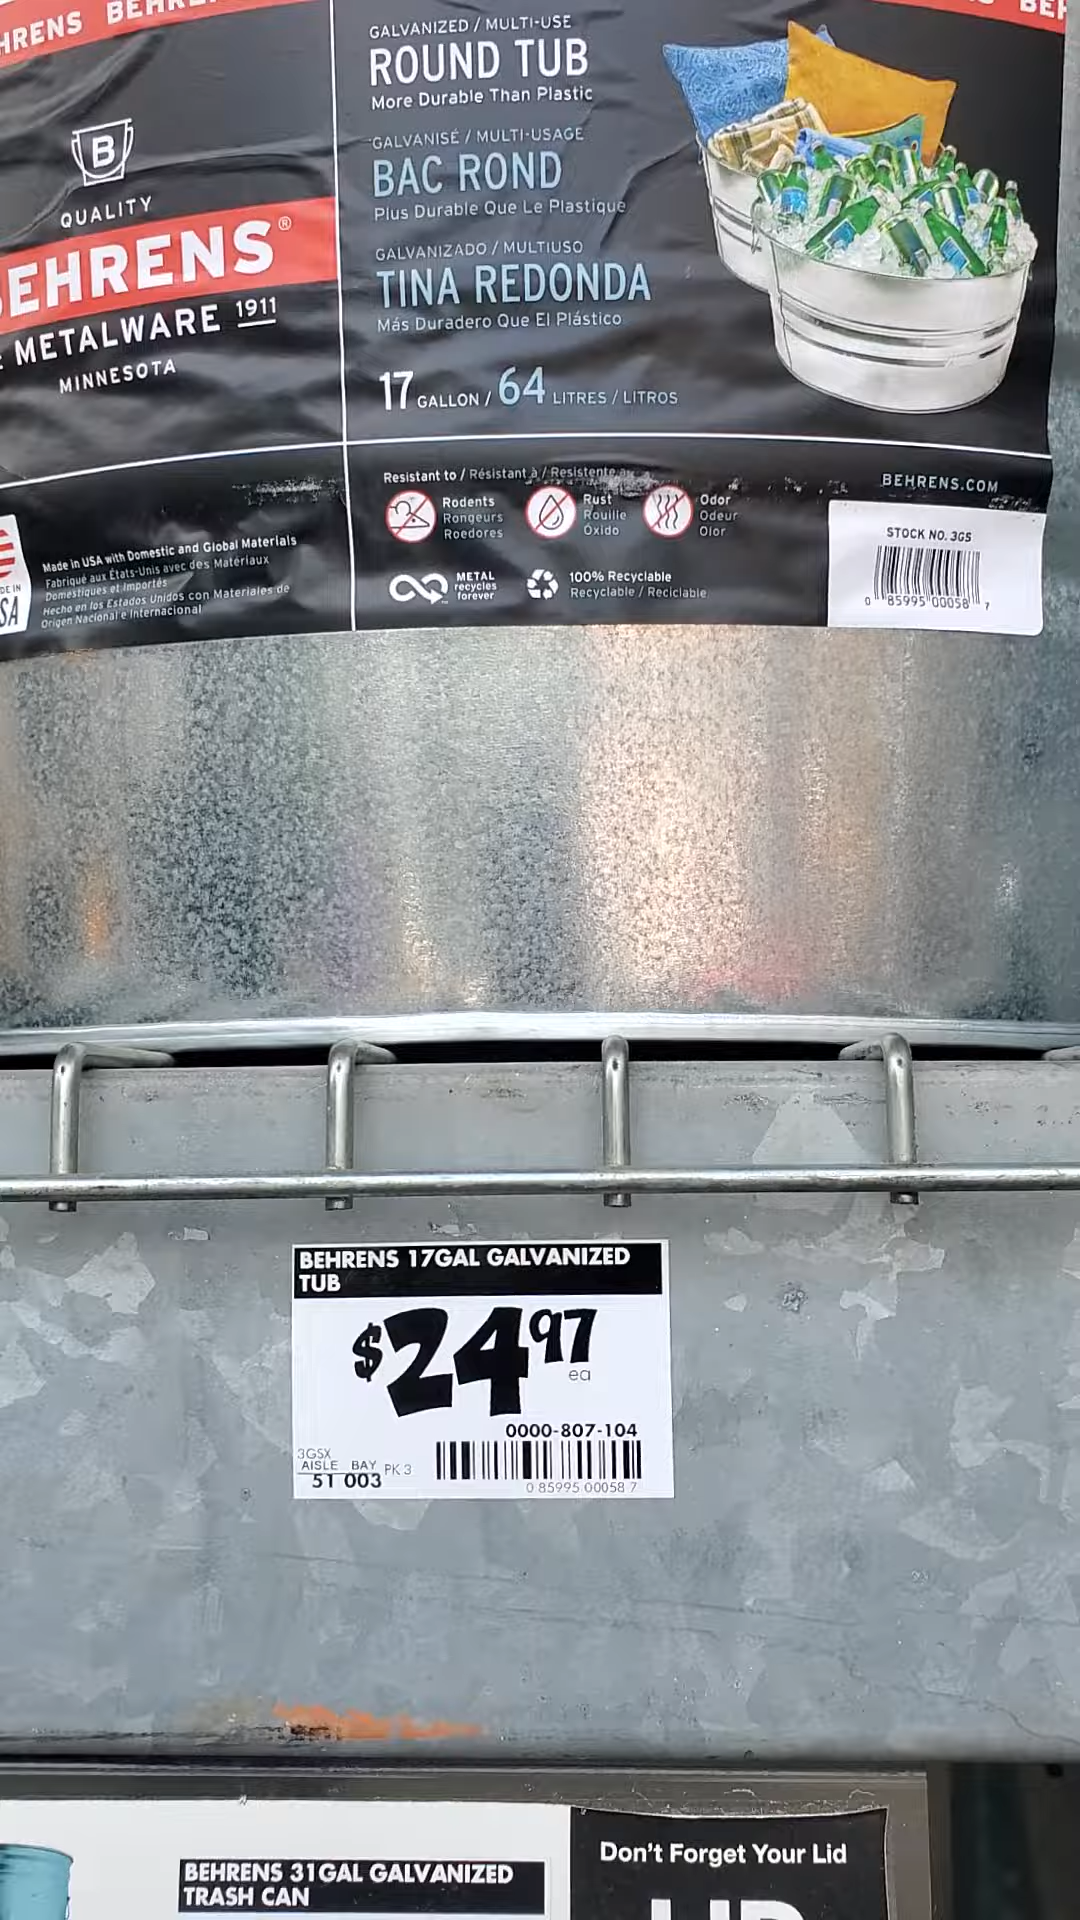 BEHRENS
GALVANIZED / MULTI-USE
ROUND TUB
More Durable Than Plastic
GALVANISÉ / MULTI-USAGE
BAC ROND
Plus Durable Que Le Plastique
GALVANIZADO / MULTIUSO
TINA REDONDA
Más Duradero Que El Plástico
17 GALLON / 64 LITRES / LITROS
B
QUALITY
BEHRENS®
METALWARE 1911
MINNESOTA
Made in USA with Domestic and Global Materials
Fabriqué aux États-Unis avec des Matériaux
Domestiques et Importés
Hecho en los Estados Unidos con Materiales de
Origen Nacional e Internacional
Resistant to / Résistant à / Resistente a
Rodents
Rongeurs
Roedores
Rust
Rouille
Óxido
Odor
Odeur
Olor
METAL
recycles
forever
100% Recyclable
Recyclable / Reciclable
BEHRENS.COM
STOCK NO. 3GS
0 85995 00058 7
BEHRENS 17GAL GALVANIZED
TUB
$24 97
ea
0000-807-104
3GSX
AISLE BAY PK 3
51 003
0 85995 00058 7
BEHRENS 31GAL GALVANIZED
TRASH CAN
Don't Forget Your Lid